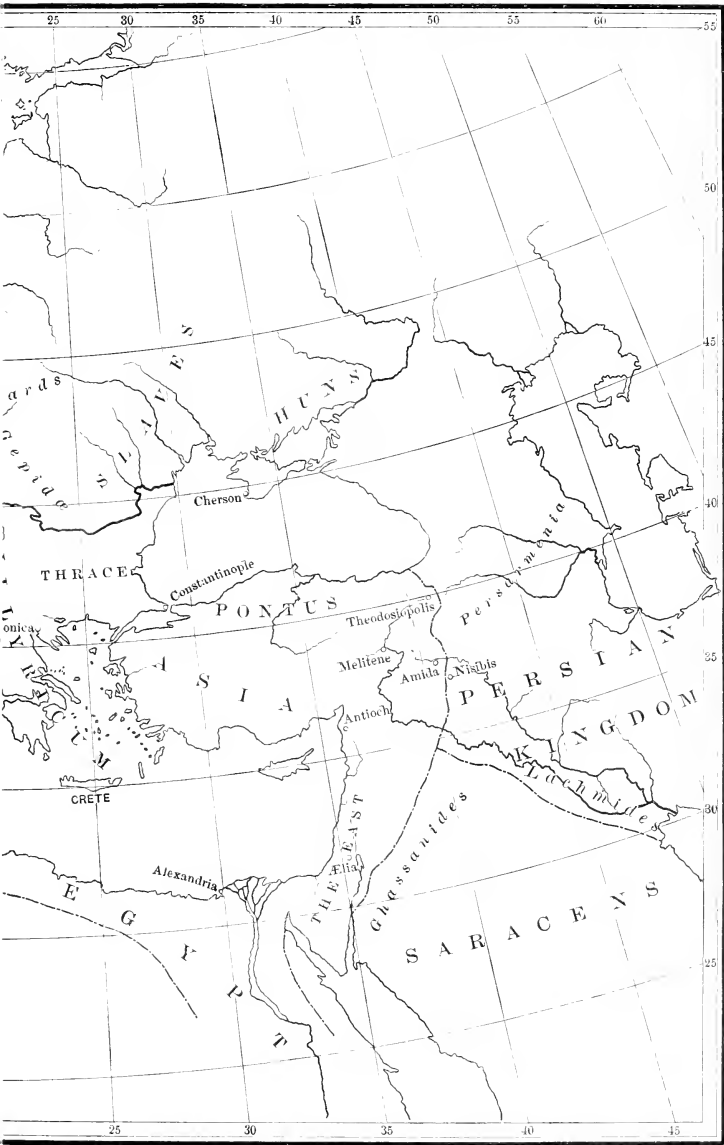 25 30 35 40 45 50 55 60
55
50
45
40
35
30
25
25 30 35 40 45
ards
Gepidæ
SLAVES
HUNS
Cherson
THRACE
Constantinople
PONTUS
Theodosiopolis
Persarmenia
onica
ILLYRICUM
ASIA
Melitene
Amida
Nisibis
PERSIAN
KINGDOM
Antioch
Lachmides
CRETE
THE EAST
Ælia
Ghassanides
Alexandria
EGYPT
SARACENS